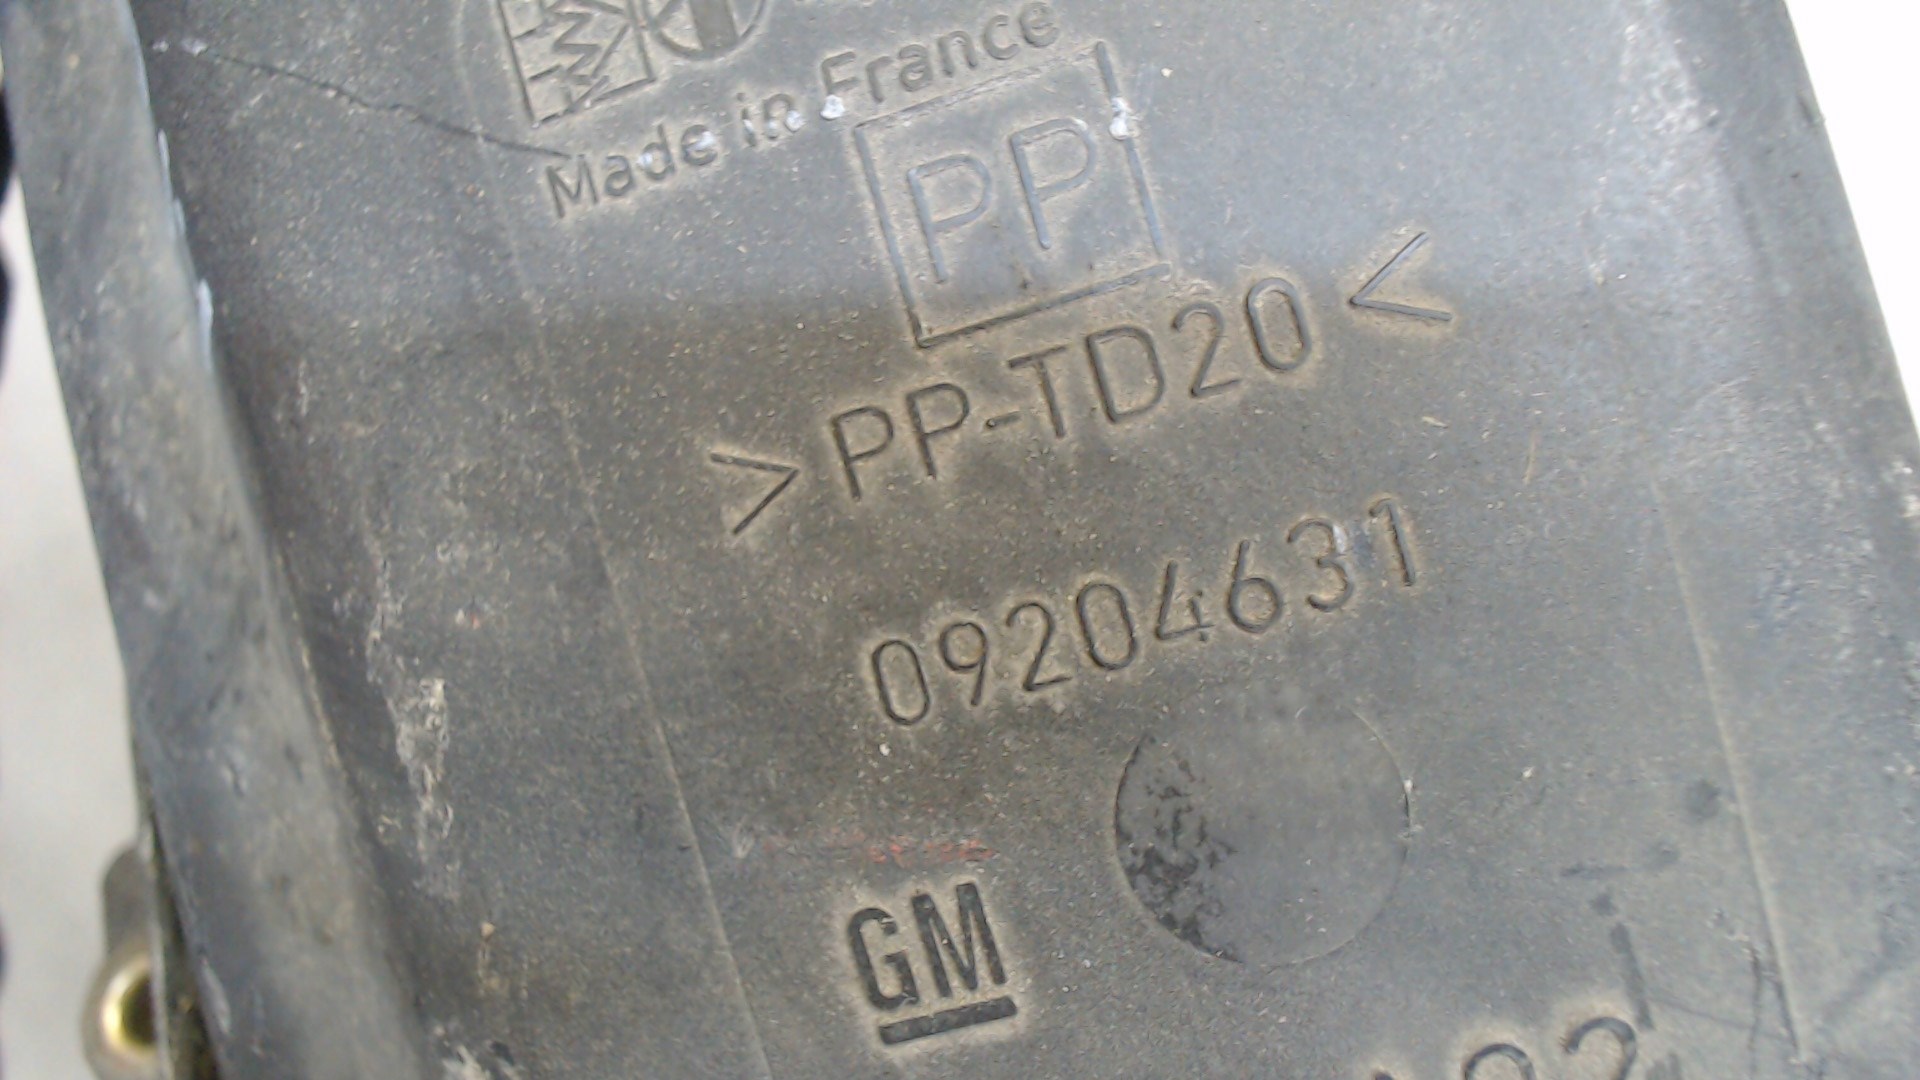 Made in France
PP
>PP-TD20<
09204631
GM